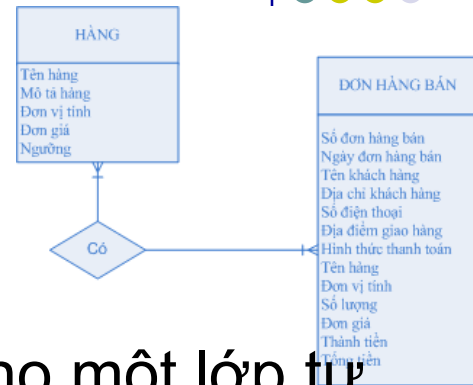 HÀNG
Tên hàng
Mô tả hàng
Đơn vị tính
Đơn giá
Ngưỡng
Có
ĐƠN HÀNG BÁN
Số đơn hàng bán
Ngày đơn hàng bán
Tên khách hàng
Địa chỉ khách hàng
Số điện thoại
Địa điểm giao hàng
Hình thức thanh toán
Tên hàng
Đơn vị tính
Số lượng
Đơn giá
Thành tiền
Tổng tiền
một lớp